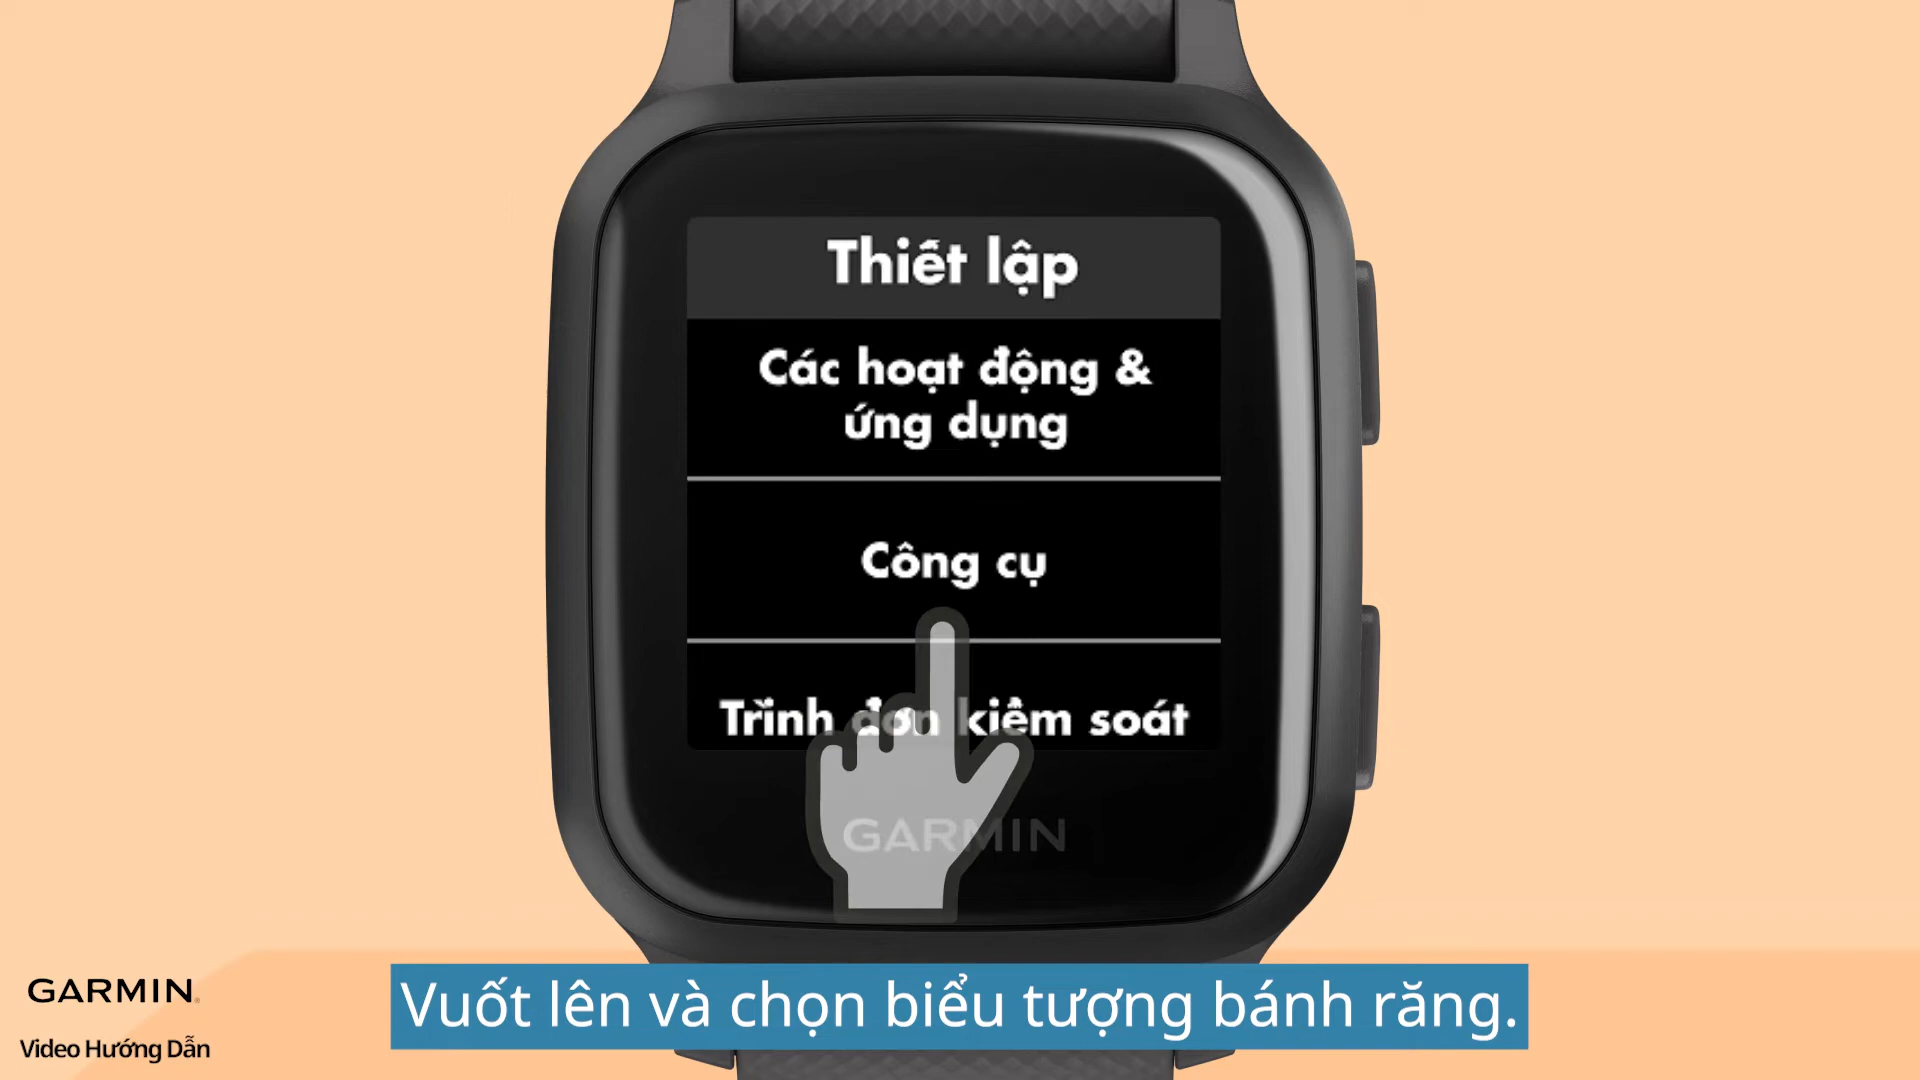 Thiết lập
Các hoạt động &
ứng dụng
Công cụ
Trình đơn kiểm soát
GARMIN
GARMIN
Video Hướng Dẫn
Vuốt lên và chọn biểu tượng bánh răng.